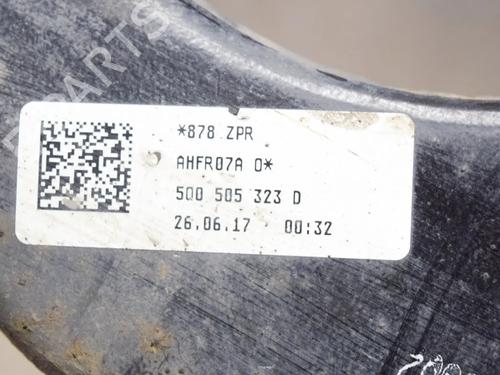 *878 ZPR
AHFR07A 0*
5Q0 505 323 D
26.06.17 00:32